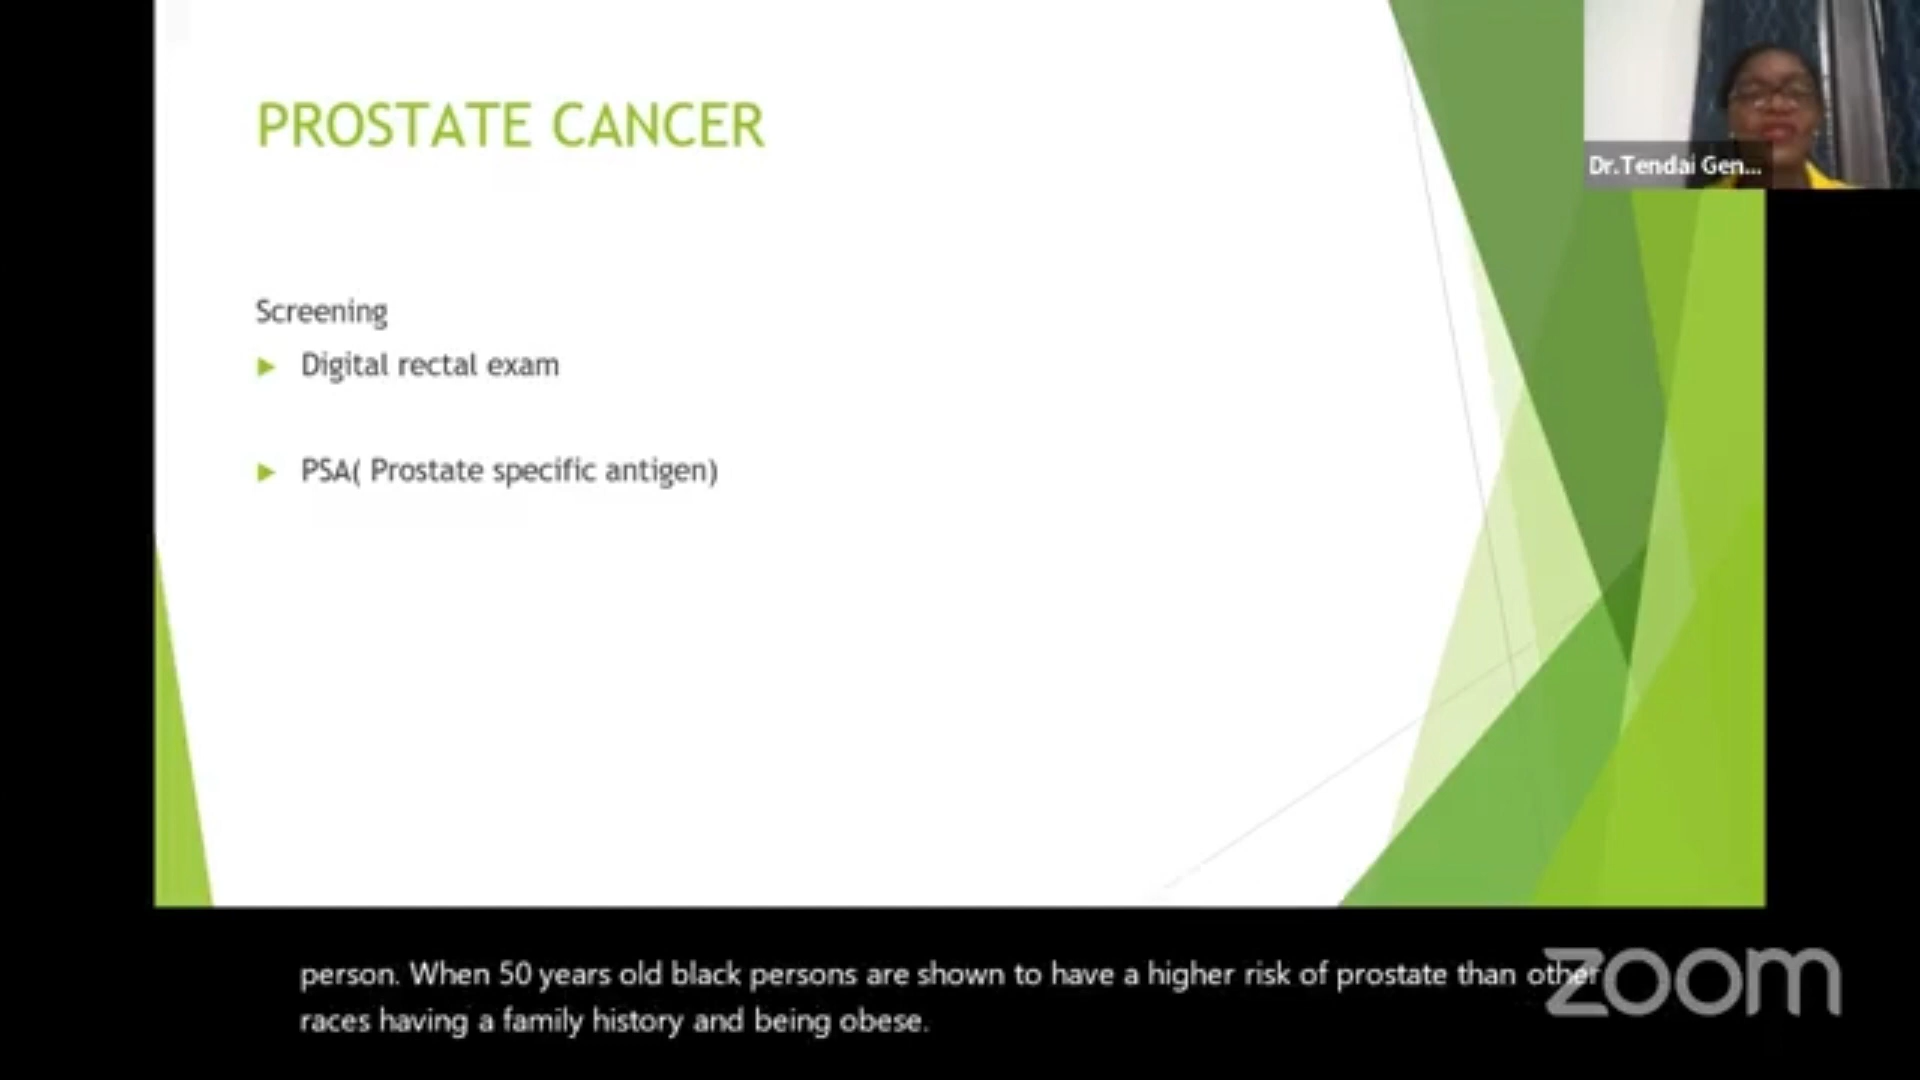 PROSTATE CANCER
Dr.Tendai Gen...
Screening
Digital rectal exam
PSA( Prostate specific antigen)
person. When 50 years old black persons are shown to have a higher risk of prostate than other
races having a family history and being obese.
zoom